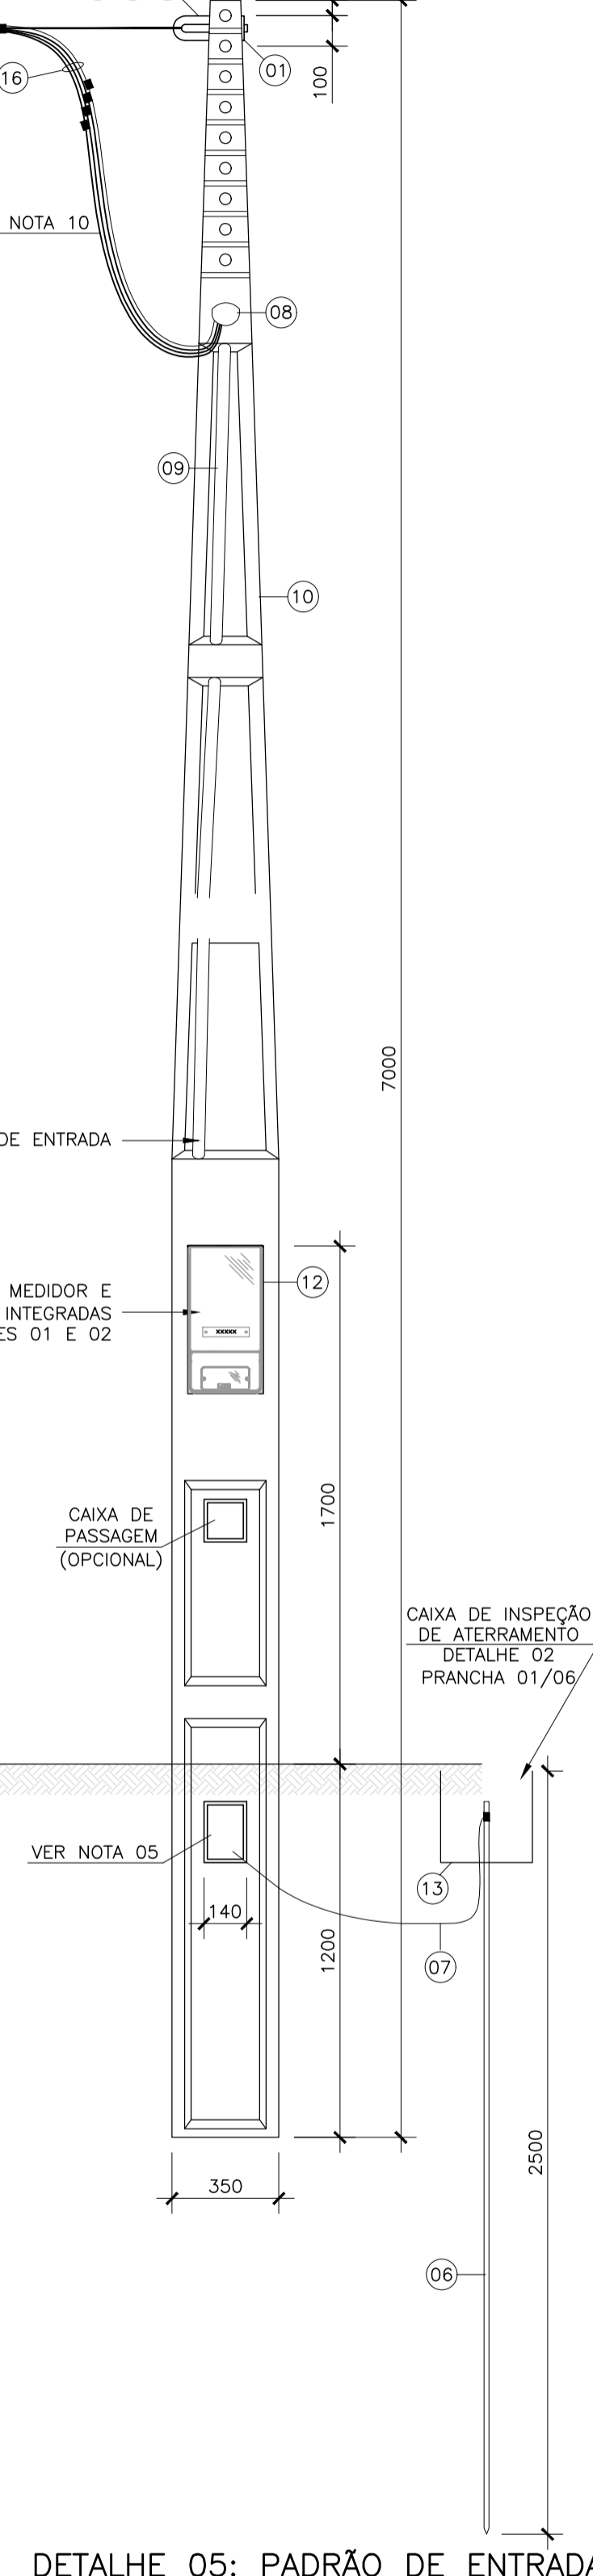 01
16
100
NOTA 10
08
09
10
7000
DE ENTRADA
12
MEDIDOR E
INTEGRADAS
ES 01 E 02
XXXXX
1700
CAIXA DE
PASSAGEM
(OPCIONAL)
CAIXA DE INSPEÇÃO
DE ATERRAMENTO
DETALHE 02
PRANCHA 01/06
VER NOTA 05
13
140
1200
07
2500
350
06
DETALHE 05: PADRÃO DE ENTRADA